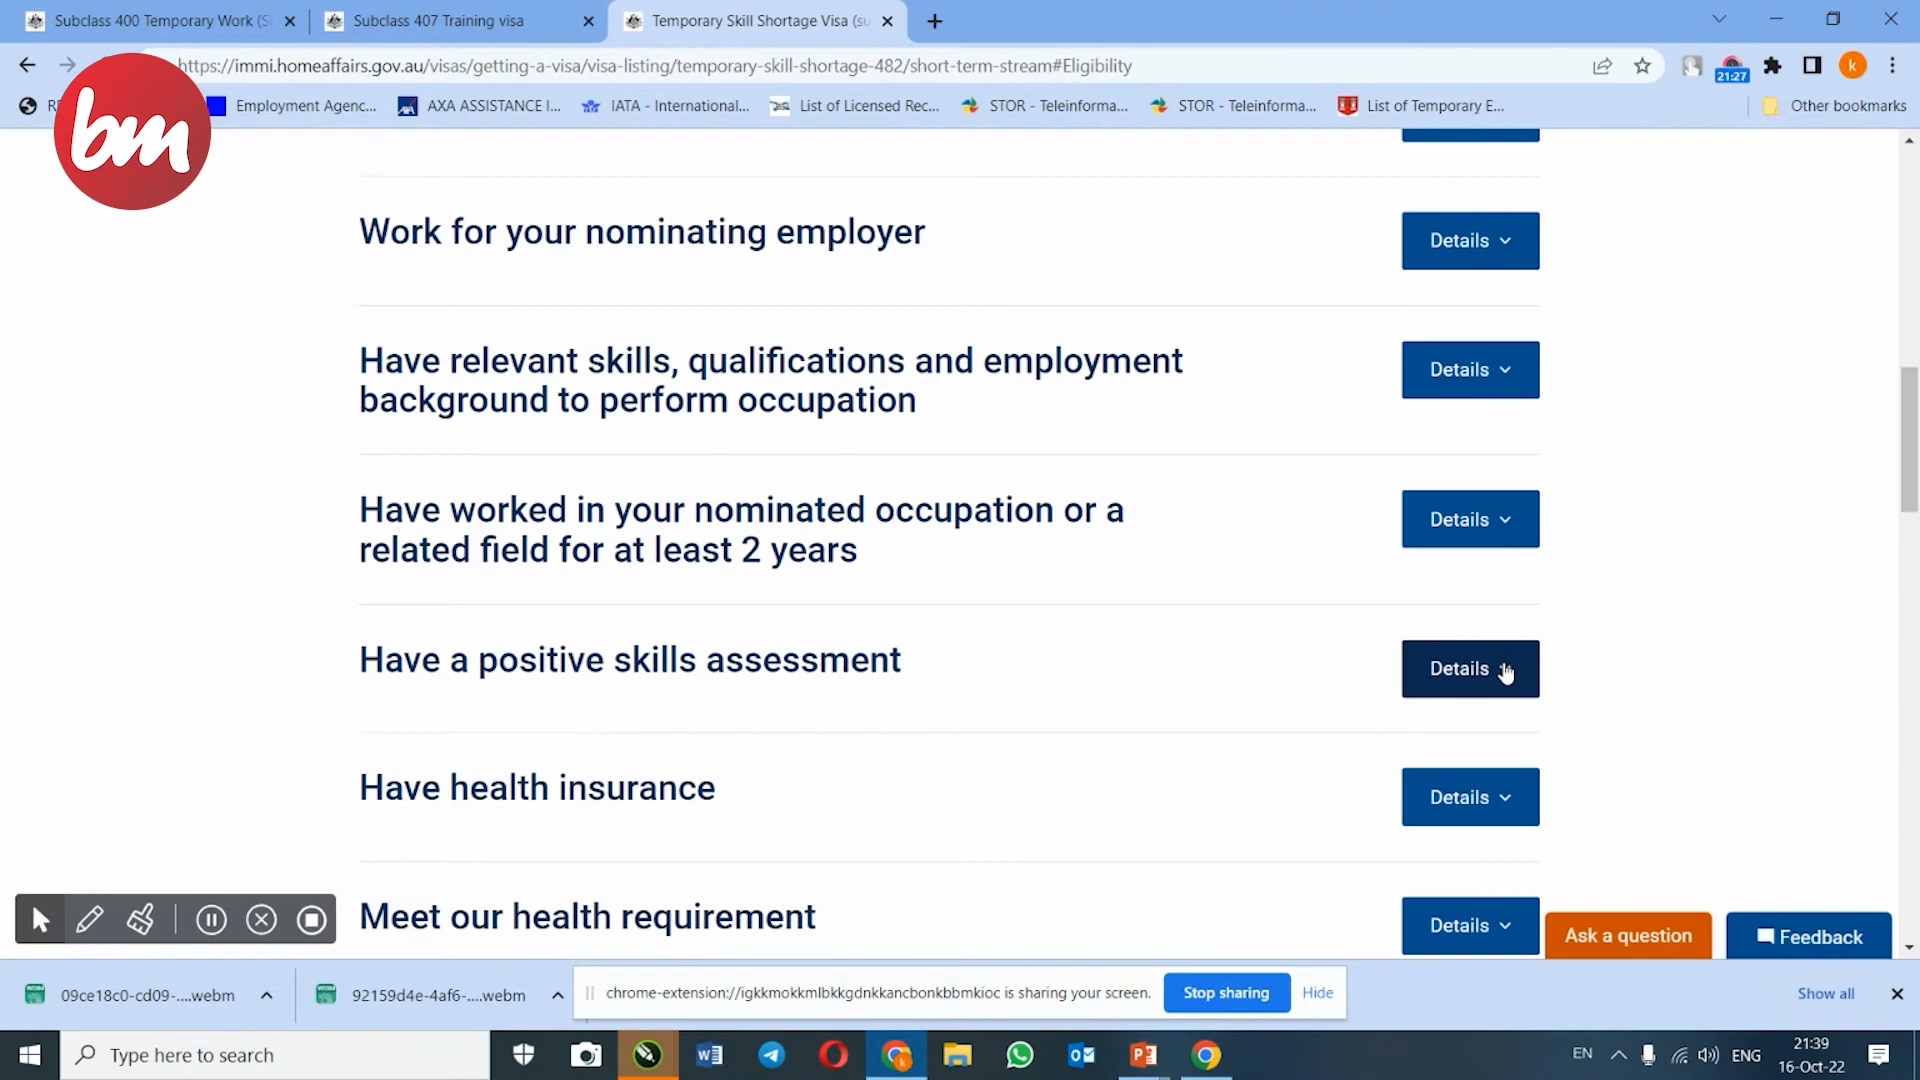 Subclass 400 Temporary Work (S
Subclass 407 Training visa
Temporary Skill Shortage Visa (su
https://immi.homeaffairs.gov.au/visas/getting-a-visa/visa-listing/temporary-skill-shortage-482/short-term-stream#Eligibility
21:27
k
Employment Agenc...
AXA ASSISTANCE I...
IATA - International...
List of Licensed Rec...
STOR - Teleinforma...
STOR - Teleinforma...
List of Temporary E...
Other bookmarks
bm
Work for your nominating employer
Details
Have relevant skills, qualifications and employment
background to perform occupation
Details
Have worked in your nominated occupation or a
related field for at least 2 years
Details
Have a positive skills assessment
Details
Have health insurance
Details
Meet our health requirement
Details
Ask a question
Feedback
09ce18c0-cd09-....webm
92159d4e-4af6-....webm
chrome-extension://igkkmokkmlbkkgdnkkancbonkbbmkioc is sharing your screen.
Stop sharing
Hide
Show all
Type here to search
EN
ENG
21:39
16-Oct-22